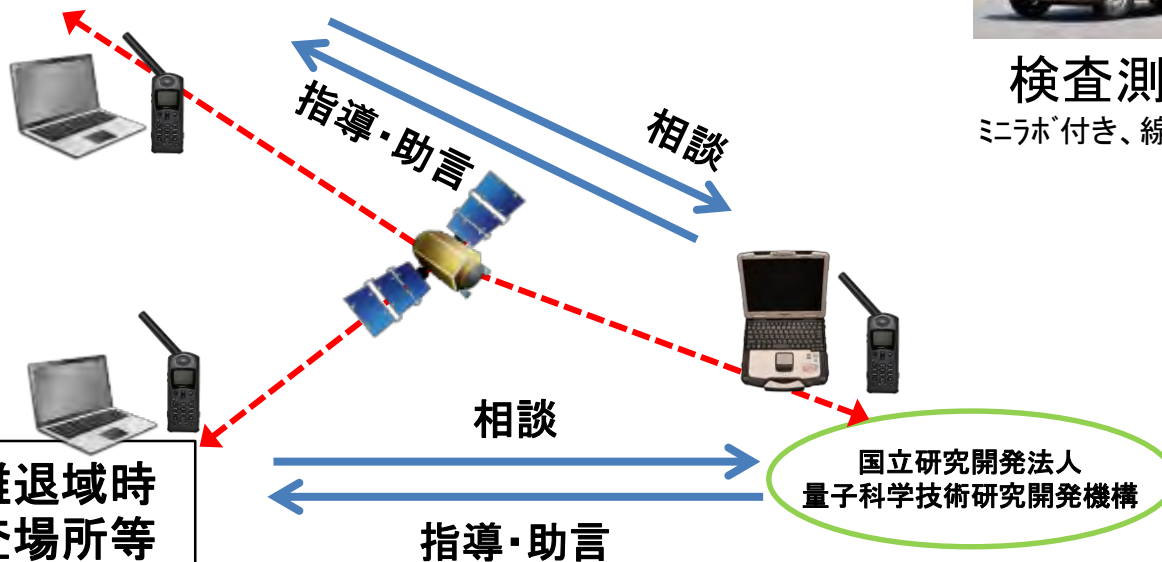 検査測
ミニラボ付き、線
指導・助言
相談
相談
国立研究開発法人
量子科学技術研究開発機構
退域時
場所等
指導・助言